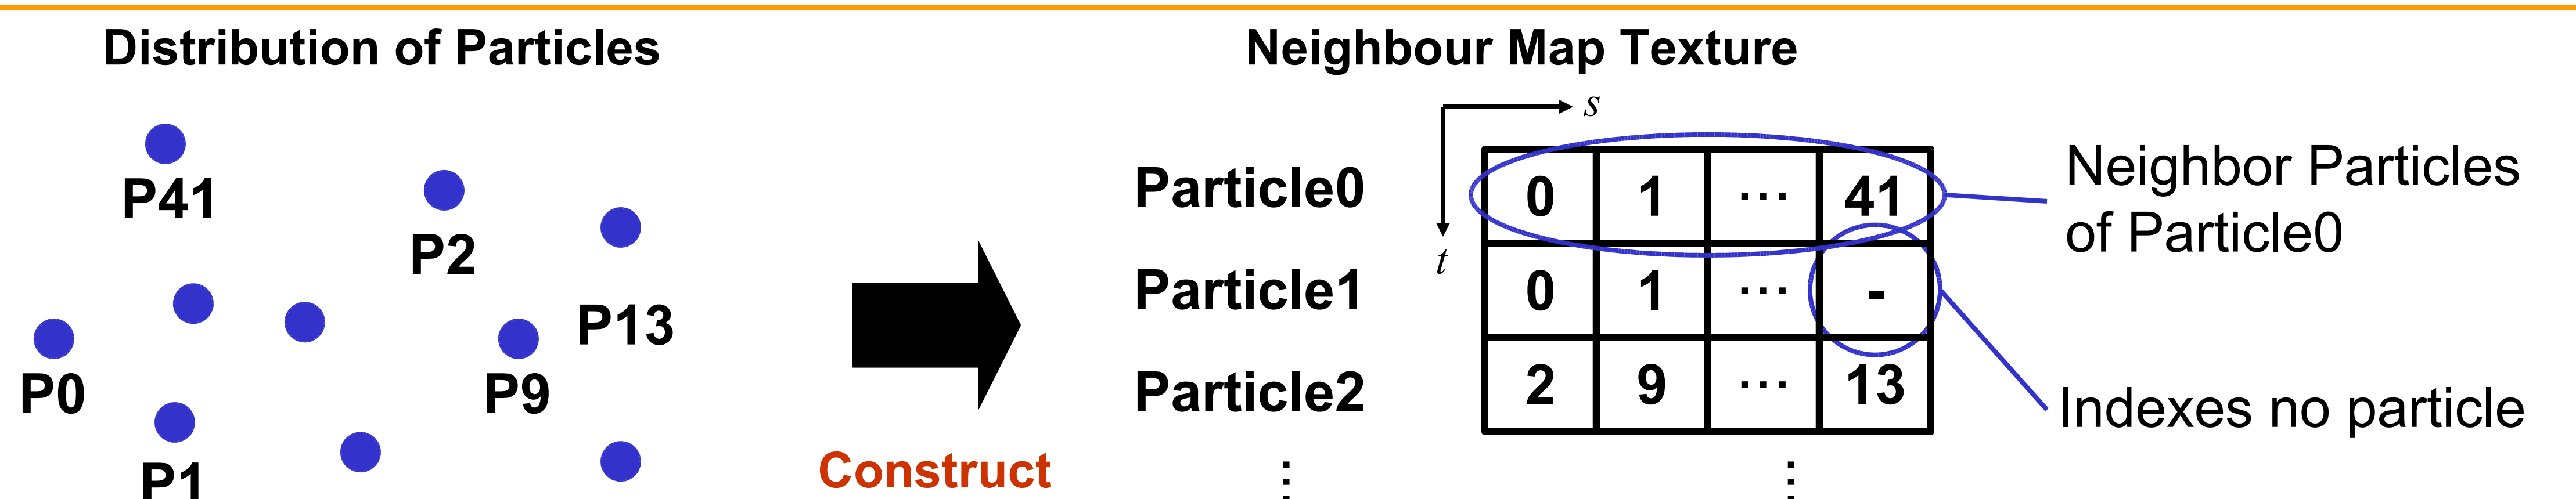 Distribution of Particles
P41
P2
P13
P0
P9
P1
Construct
Neighbour Map Texture
s
t
Particle0 0 1 ... 41
Particle1 0 1 ... -
Particle2 2 9 ... 13
⋮ ⋮
Neighbor Particles
of Particle0
Indexes no particle